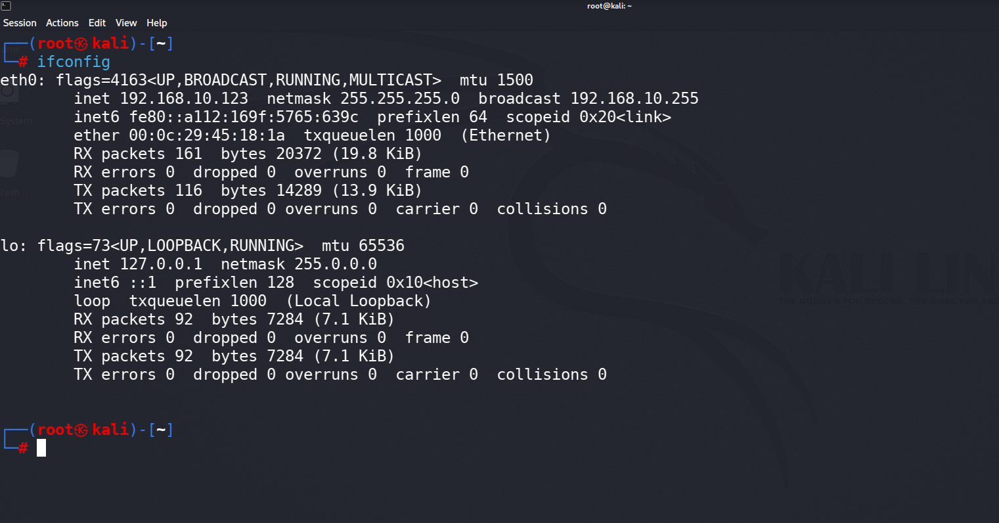 root@kali: ~
Session Actions Edit View Help
┌──(root㉿kali)-[~]
└─# ifconfig
eth0: flags=4163<UP,BROADCAST,RUNNING,MULTICAST>  mtu 1500
        inet 192.168.10.123  netmask 255.255.255.0  broadcast 192.168.10.255
        inet6 fe80::a112:169f:5765:639c  prefixlen 64  scopeid 0x20<link>
        ether 00:0c:29:45:18:1a  txqueuelen 1000  (Ethernet)
        RX packets 161  bytes 20372 (19.8 KiB)
        RX errors 0  dropped 0  overruns 0  frame 0
        TX packets 116  bytes 14289 (13.9 KiB)
        TX errors 0  dropped 0 overruns 0  carrier 0  collisions 0
lo: flags=73<UP,LOOPBACK,RUNNING>  mtu 65536
        inet 127.0.0.1  netmask 255.0.0.0
        inet6 ::1  prefixlen 128  scopeid 0x10<host>
        loop  txqueuelen 1000  (Local Loopback)
        RX packets 92  bytes 7284 (7.1 KiB)
        RX errors 0  dropped 0  overruns 0  frame 0
        TX packets 92  bytes 7284 (7.1 KiB)
        TX errors 0  dropped 0 overruns 0  carrier 0  collisions 0
┌──(root㉿kali)-[~]
└─#
System
KALI LIN
THE QUIETER YOU BECOME, THE MORE YOU ARE